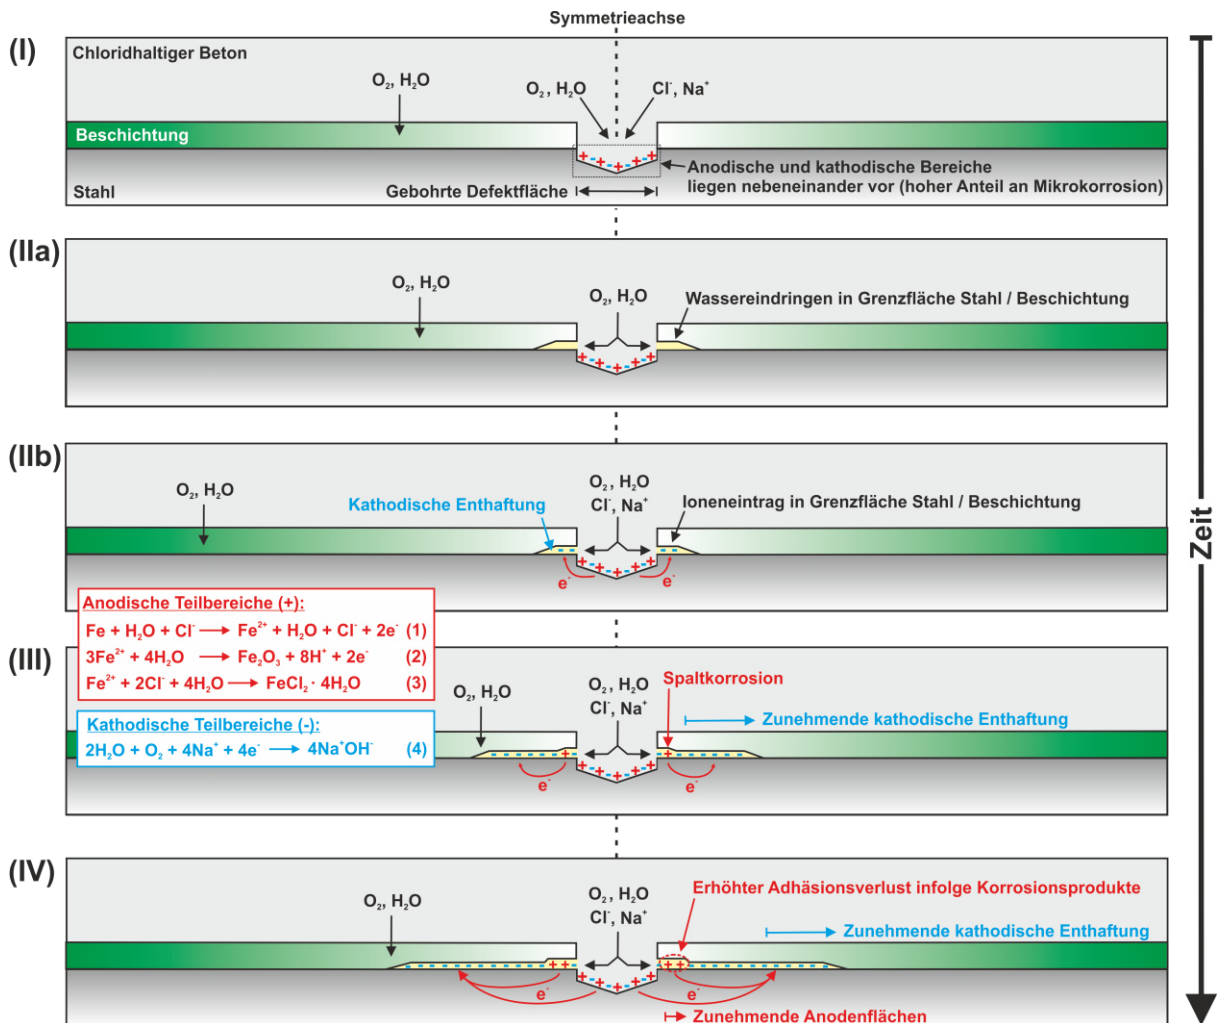 Symmetrieachse
(I)
Chloridhaltiger Beton
O₂, H₂O
O₂, H₂O
Cl⁻, Na⁺
Beschichtung
Anodische und kathodische Bereiche
liegen nebeneinander vor (hoher Anteil an Mikrokorrosion)
Stahl
Gebohrte Defektfläche
(IIa)
O₂, H₂O
O₂, H₂O
Wassereindringen in Grenzfläche Stahl / Beschichtung
(IIb)
O₂, H₂O
Kathodische Enthaftung
O₂, H₂O
Cl⁻, Na⁺
Ioneneintrag in Grenzfläche Stahl / Beschichtung
e⁻
e⁻
Zeit
Anodische Teilbereiche (+):
Fe + H₂O + Cl⁻ → Fe²⁺ + H₂O + Cl⁻ + 2e⁻ (1)
3Fe²⁺ + 4H₂O → Fe₂O₃ + 8H⁺ + 2e⁻ (2)
Fe²⁺ + 2Cl⁻ + 4H₂O → FeCl₂ · 4H₂O (3)
Kathodische Teilbereiche (-):
2H₂O + O₂ + 4Na⁺ + 4e⁻ → 4Na⁺OH⁻ (4)
(III)
O₂, H₂O
O₂, H₂O
Cl⁻, Na⁺
Spaltkorrosion
Zunehmende kathodische Enthaftung
e⁻
e⁻
(IV)
O₂, H₂O
O₂, H₂O
Cl⁻, Na⁺
Erhöhter Adhäsionsverlust infolge Korrosionsprodukte
Zunehmende kathodische Enthaftung
e⁻
e⁻
Zunehmende Anodenflächen